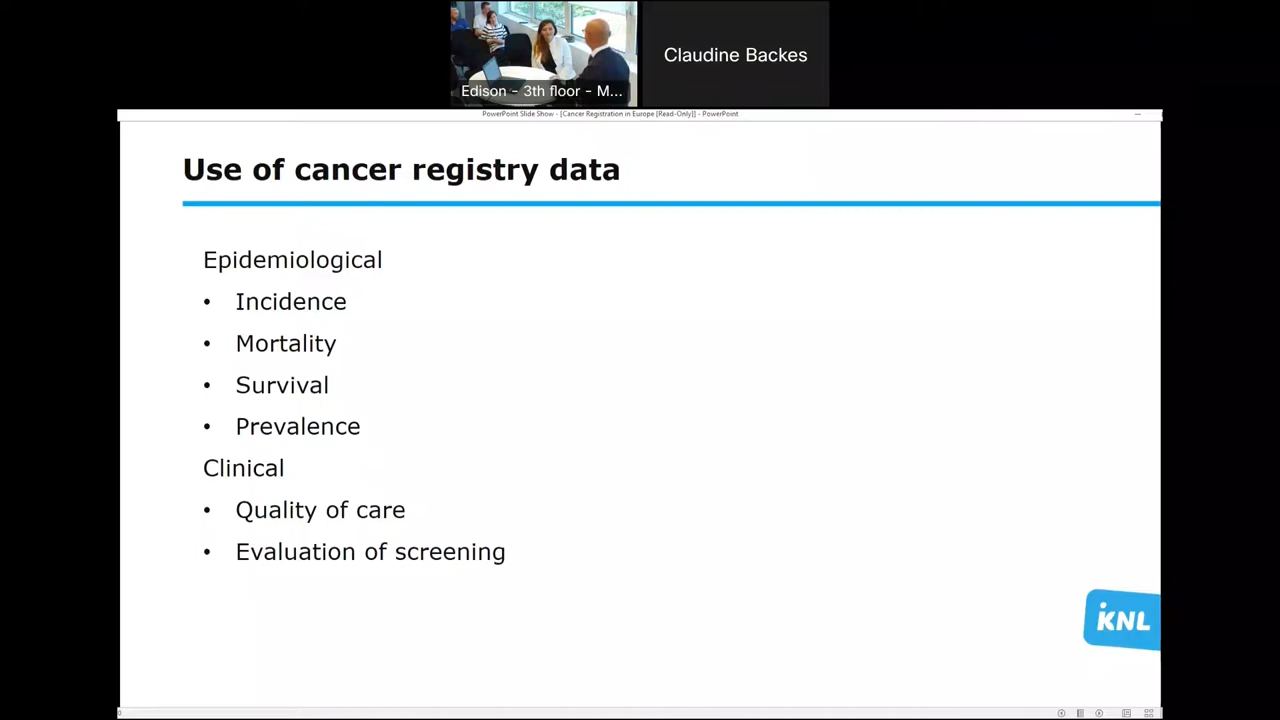 Claudine Backes
Edison - 3th floor - M...
PowerPoint Slide Show - [Cancer Registration in Europe [Read-Only]] - PowerPoint
Use of cancer registry data
Epidemiological
• Incidence
• Mortality
• Survival
• Prevalence
Clinical
• Quality of care
• Evaluation of screening
iKNL